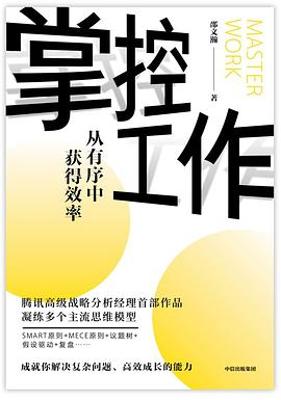 掌控
工作
MASTER
WORK
邵文瀚
著
从有序中
获得效率
腾讯高级战略分析经理首部作品
凝练多个主流思维模型
SMART原则+MECE原则+议题树+
假设驱动+复盘……
成就你解决复杂问题、高效成长的能力
中信出版集团